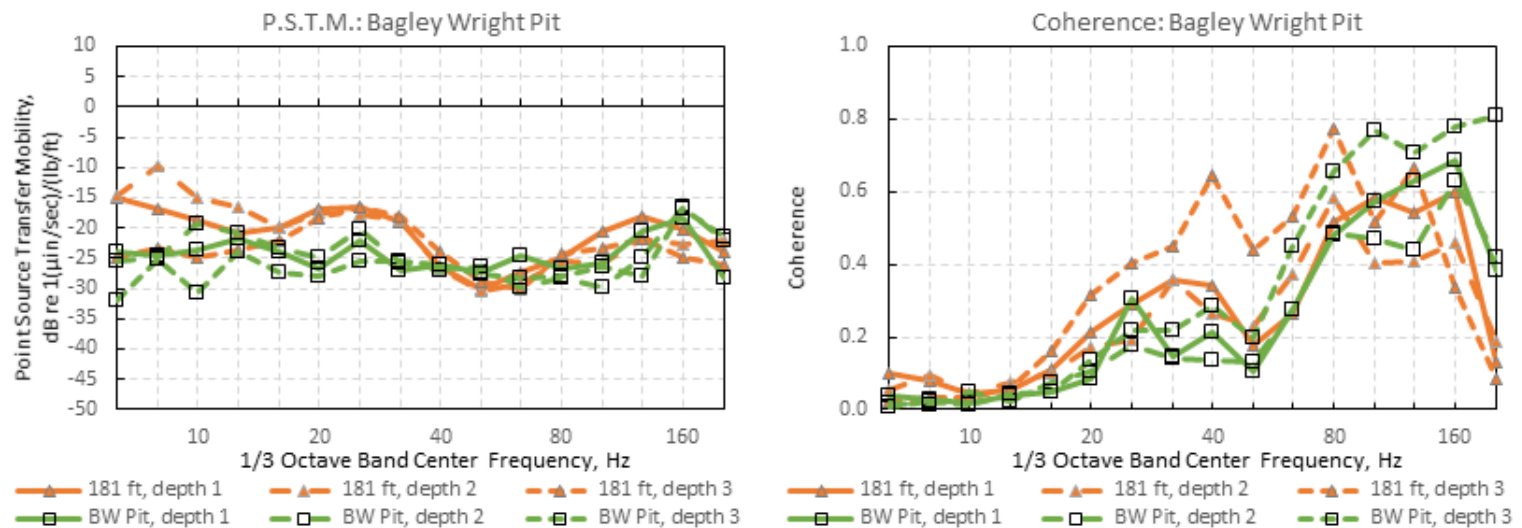 P.S.T.M.: Bagley Wright Pit
Point Source Transfer Mobility,
dB re 1(µin/sec)/(lb/ft)
10
5
0
-5
-10
-15
-20
-25
-30
-35
-40
-45
-50
10 20 40 80 160
1/3 Octave Band Center Frequency, Hz
181 ft, depth 1 181 ft, depth 2 181 ft, depth 3
BW Pit, depth 1 BW Pit, depth 2 BW Pit, depth 3
Coherence: Bagley Wright Pit
Coherence
1.0
0.8
0.6
0.4
0.2
0.0
10 20 40 80 160
1/3 Octave Band Center Frequency, Hz
181 ft, depth 1 181 ft, depth 2 181 ft, depth 3
BW Pit, depth 1 BW Pit, depth 2 BW Pit, depth 3